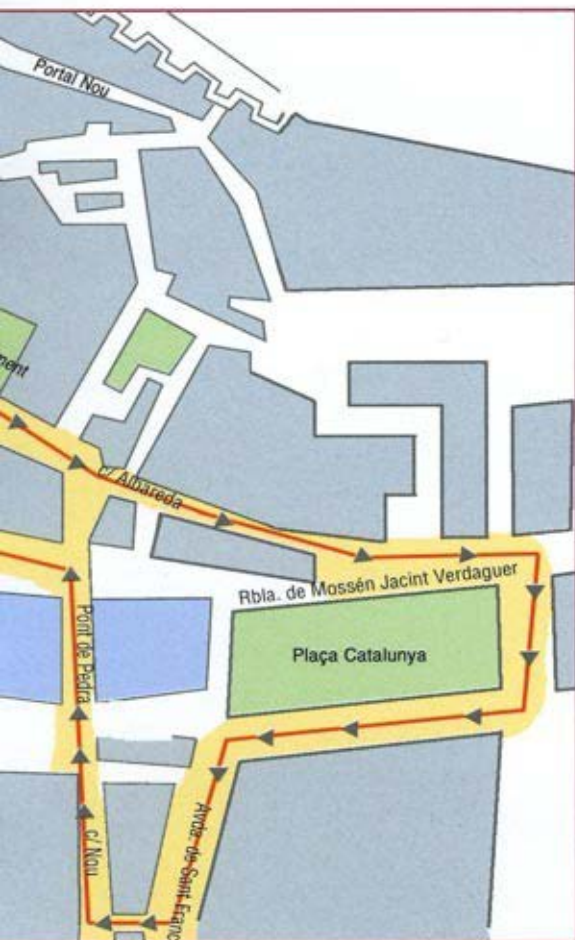 Portal Nou
ment
c/ Albareda
Rbla. de Mossén Jacint Verdaguer
Plaça Catalunya
Pont de Pedra
c/ Nou
Avda. de Sant Franc